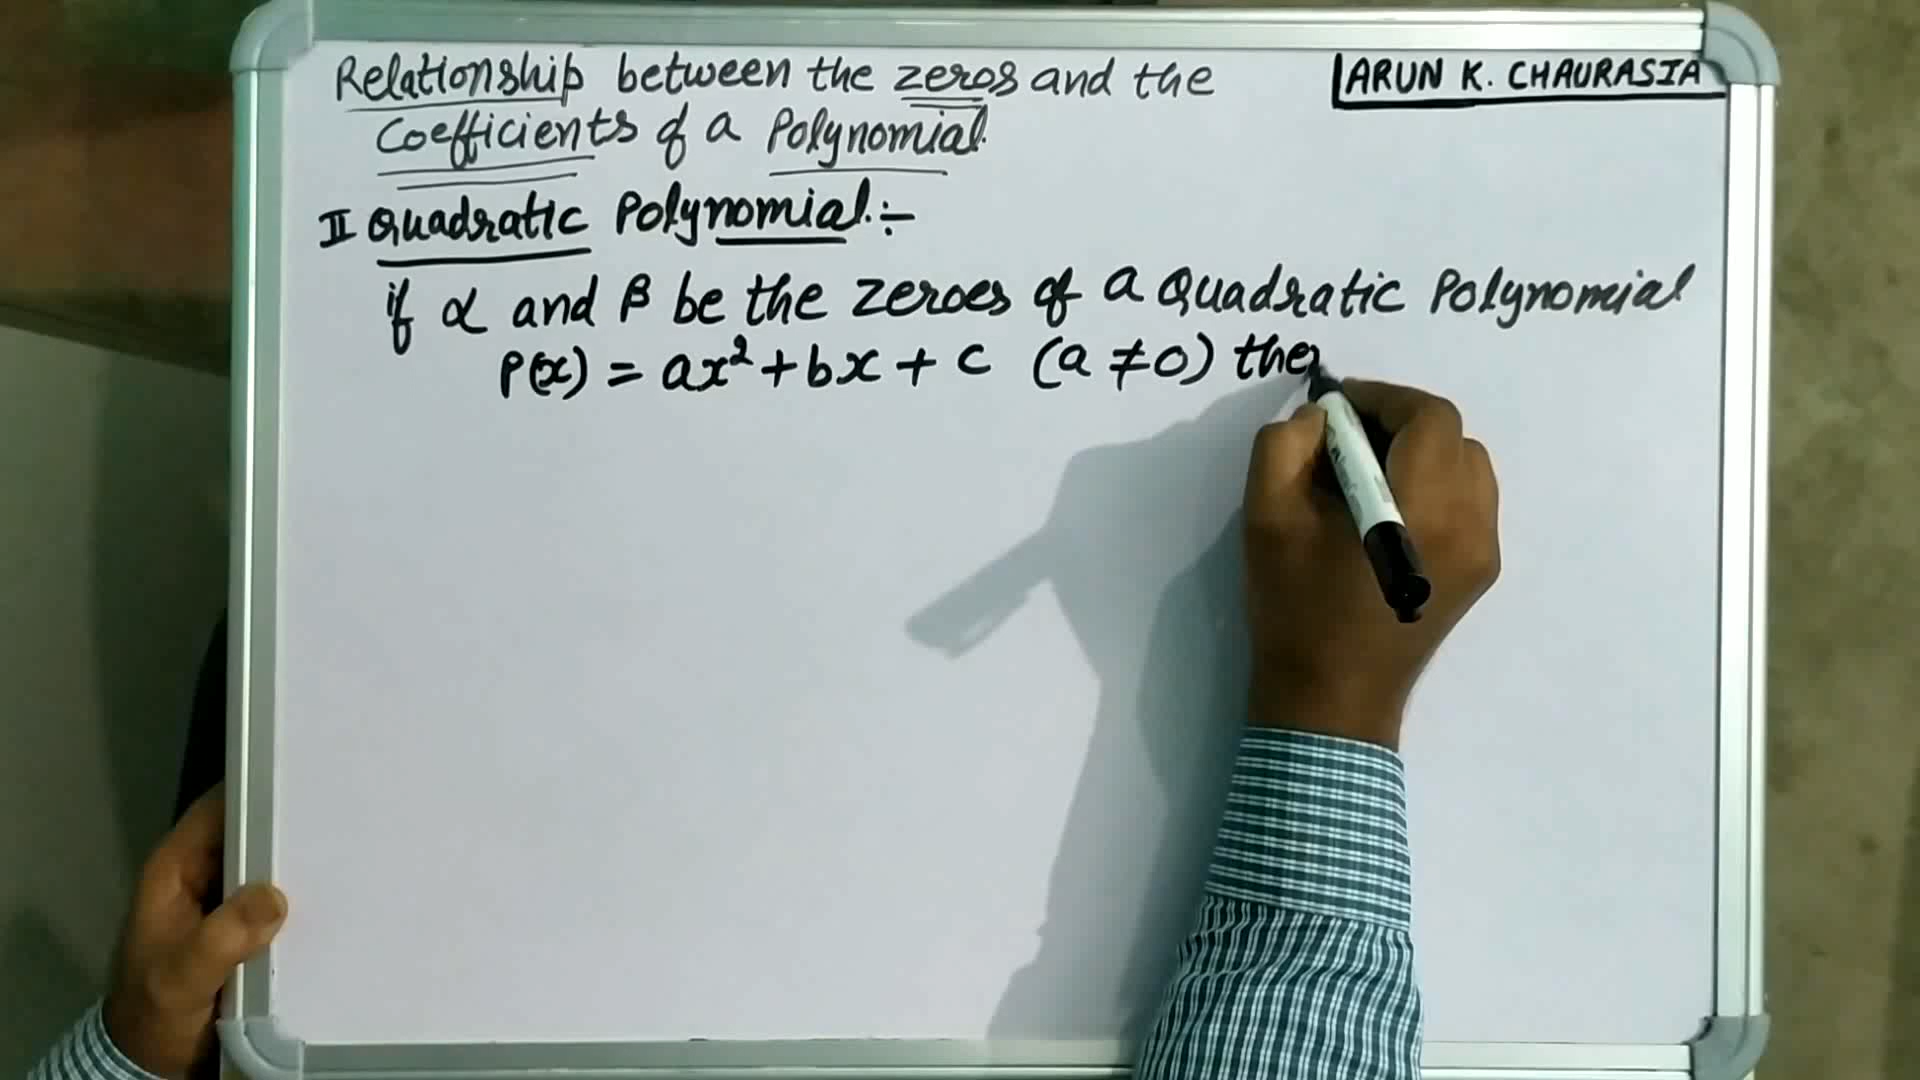 Relationship between the zeros and the
ARUN K. CHAURASIA
Coefficients of a Polynomial.
II Quadratic Polynomial :-
if α and β be the zeroes of a Quadratic Polynomial
P(x) = ax² + bx + c (a ≠ 0) then